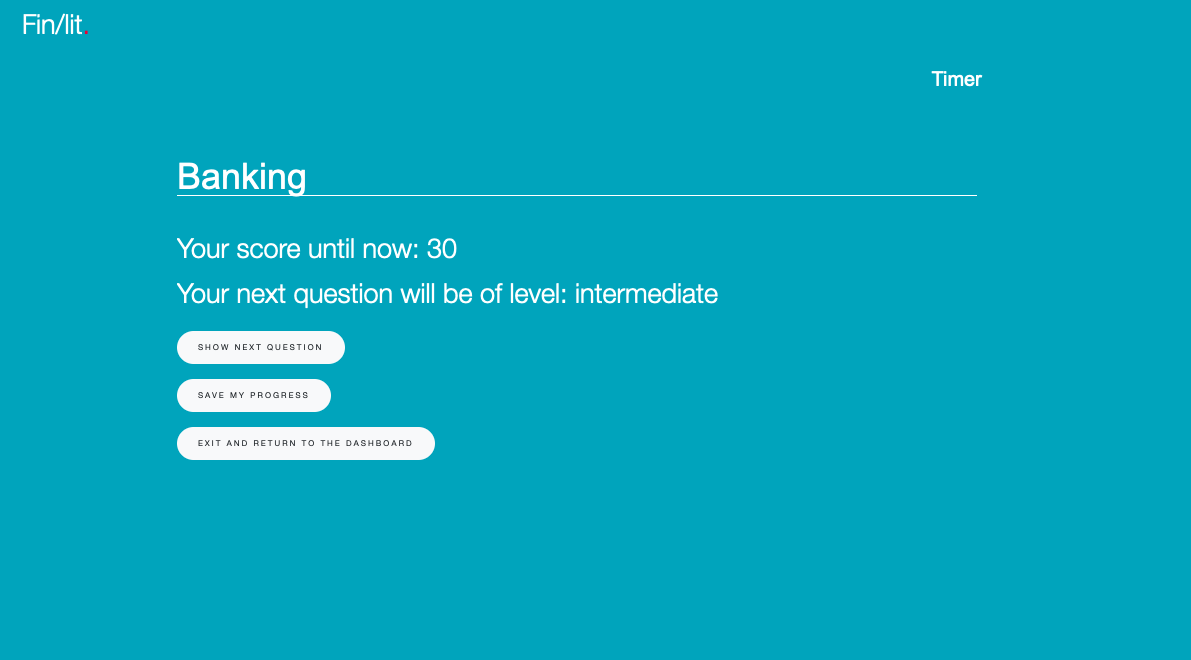 Fin/lit.
Timer
Banking
Your score until now: 30
Your next question will be of level: intermediate
SHOW NEXT QUESTION
SAVE MY PROGRESS
EXIT AND RETURN TO THE DASHBOARD